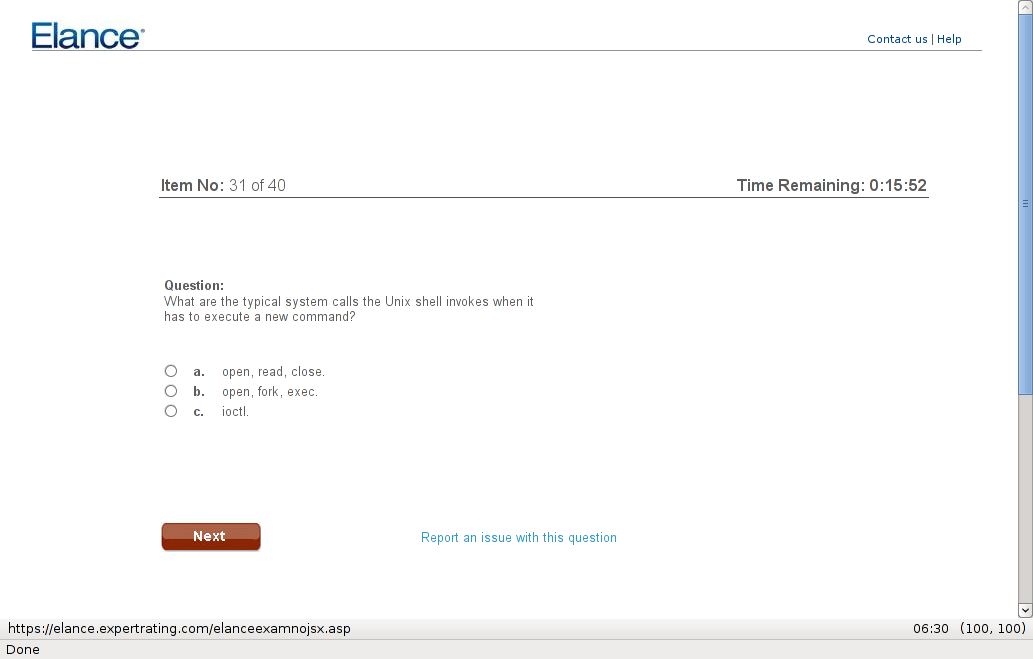 Elance
Contact us | Help
Item No: 31 of 40
Time Remaining: 0:15:52
Question:
What are the typical system calls the Unix shell invokes when it
has to execute a new command?
a. open, read, close.
b. open, fork, exec.
c. ioctl.
Next
Report an issue with this question
https://elance.expertrating.com/elanceexamnojsx.asp
06:30 (100, 100)
Done